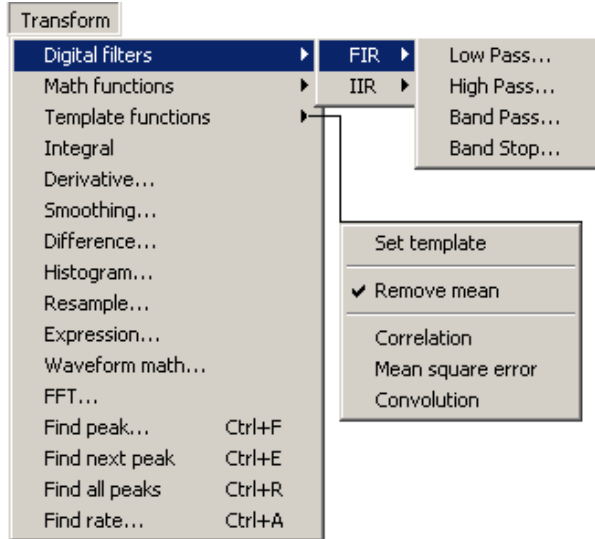 Transform
Digital filters
Math functions
Template functions
Integral
Derivative...
Smoothing...
Difference...
Histogram...
Resample...
Expression...
Waveform math...
FFT...
Find peak... Ctrl+F
Find next peak Ctrl+E
Find all peaks Ctrl+R
Find rate... Ctrl+A
FIR
IIR
Low Pass...
High Pass...
Band Pass...
Band Stop...
Set template
Remove mean
Correlation
Mean square error
Convolution